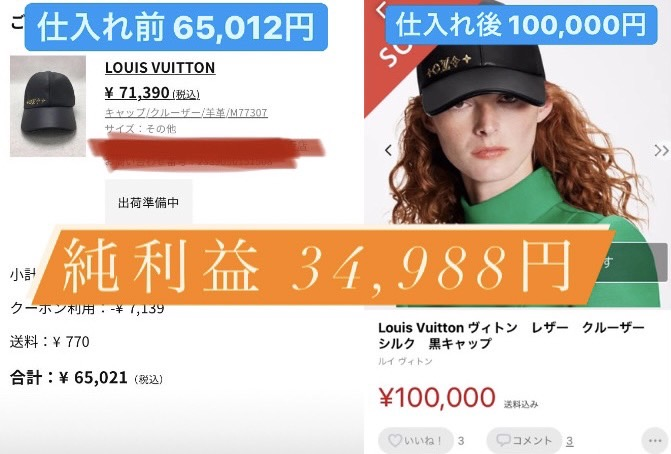 仕入れ前 65,012円
LOUIS VUITTON
¥ 71,390 (税込)
キャップ/クルーザー/羊革/M77307
サイズ：その他
出荷準備中
小計
クーポン利用：-¥ 7,139
送料：¥ 770
合計：¥ 65,021 （税込）
仕入れ後 100,000円
SO
純利益 34,988円
す
Louis Vuitton ヴィトン　レザー　クルーザー
シルク　黒キャップ
ルイ ヴィトン
¥100,000 送料込み
いいね！ 3 コメント 3